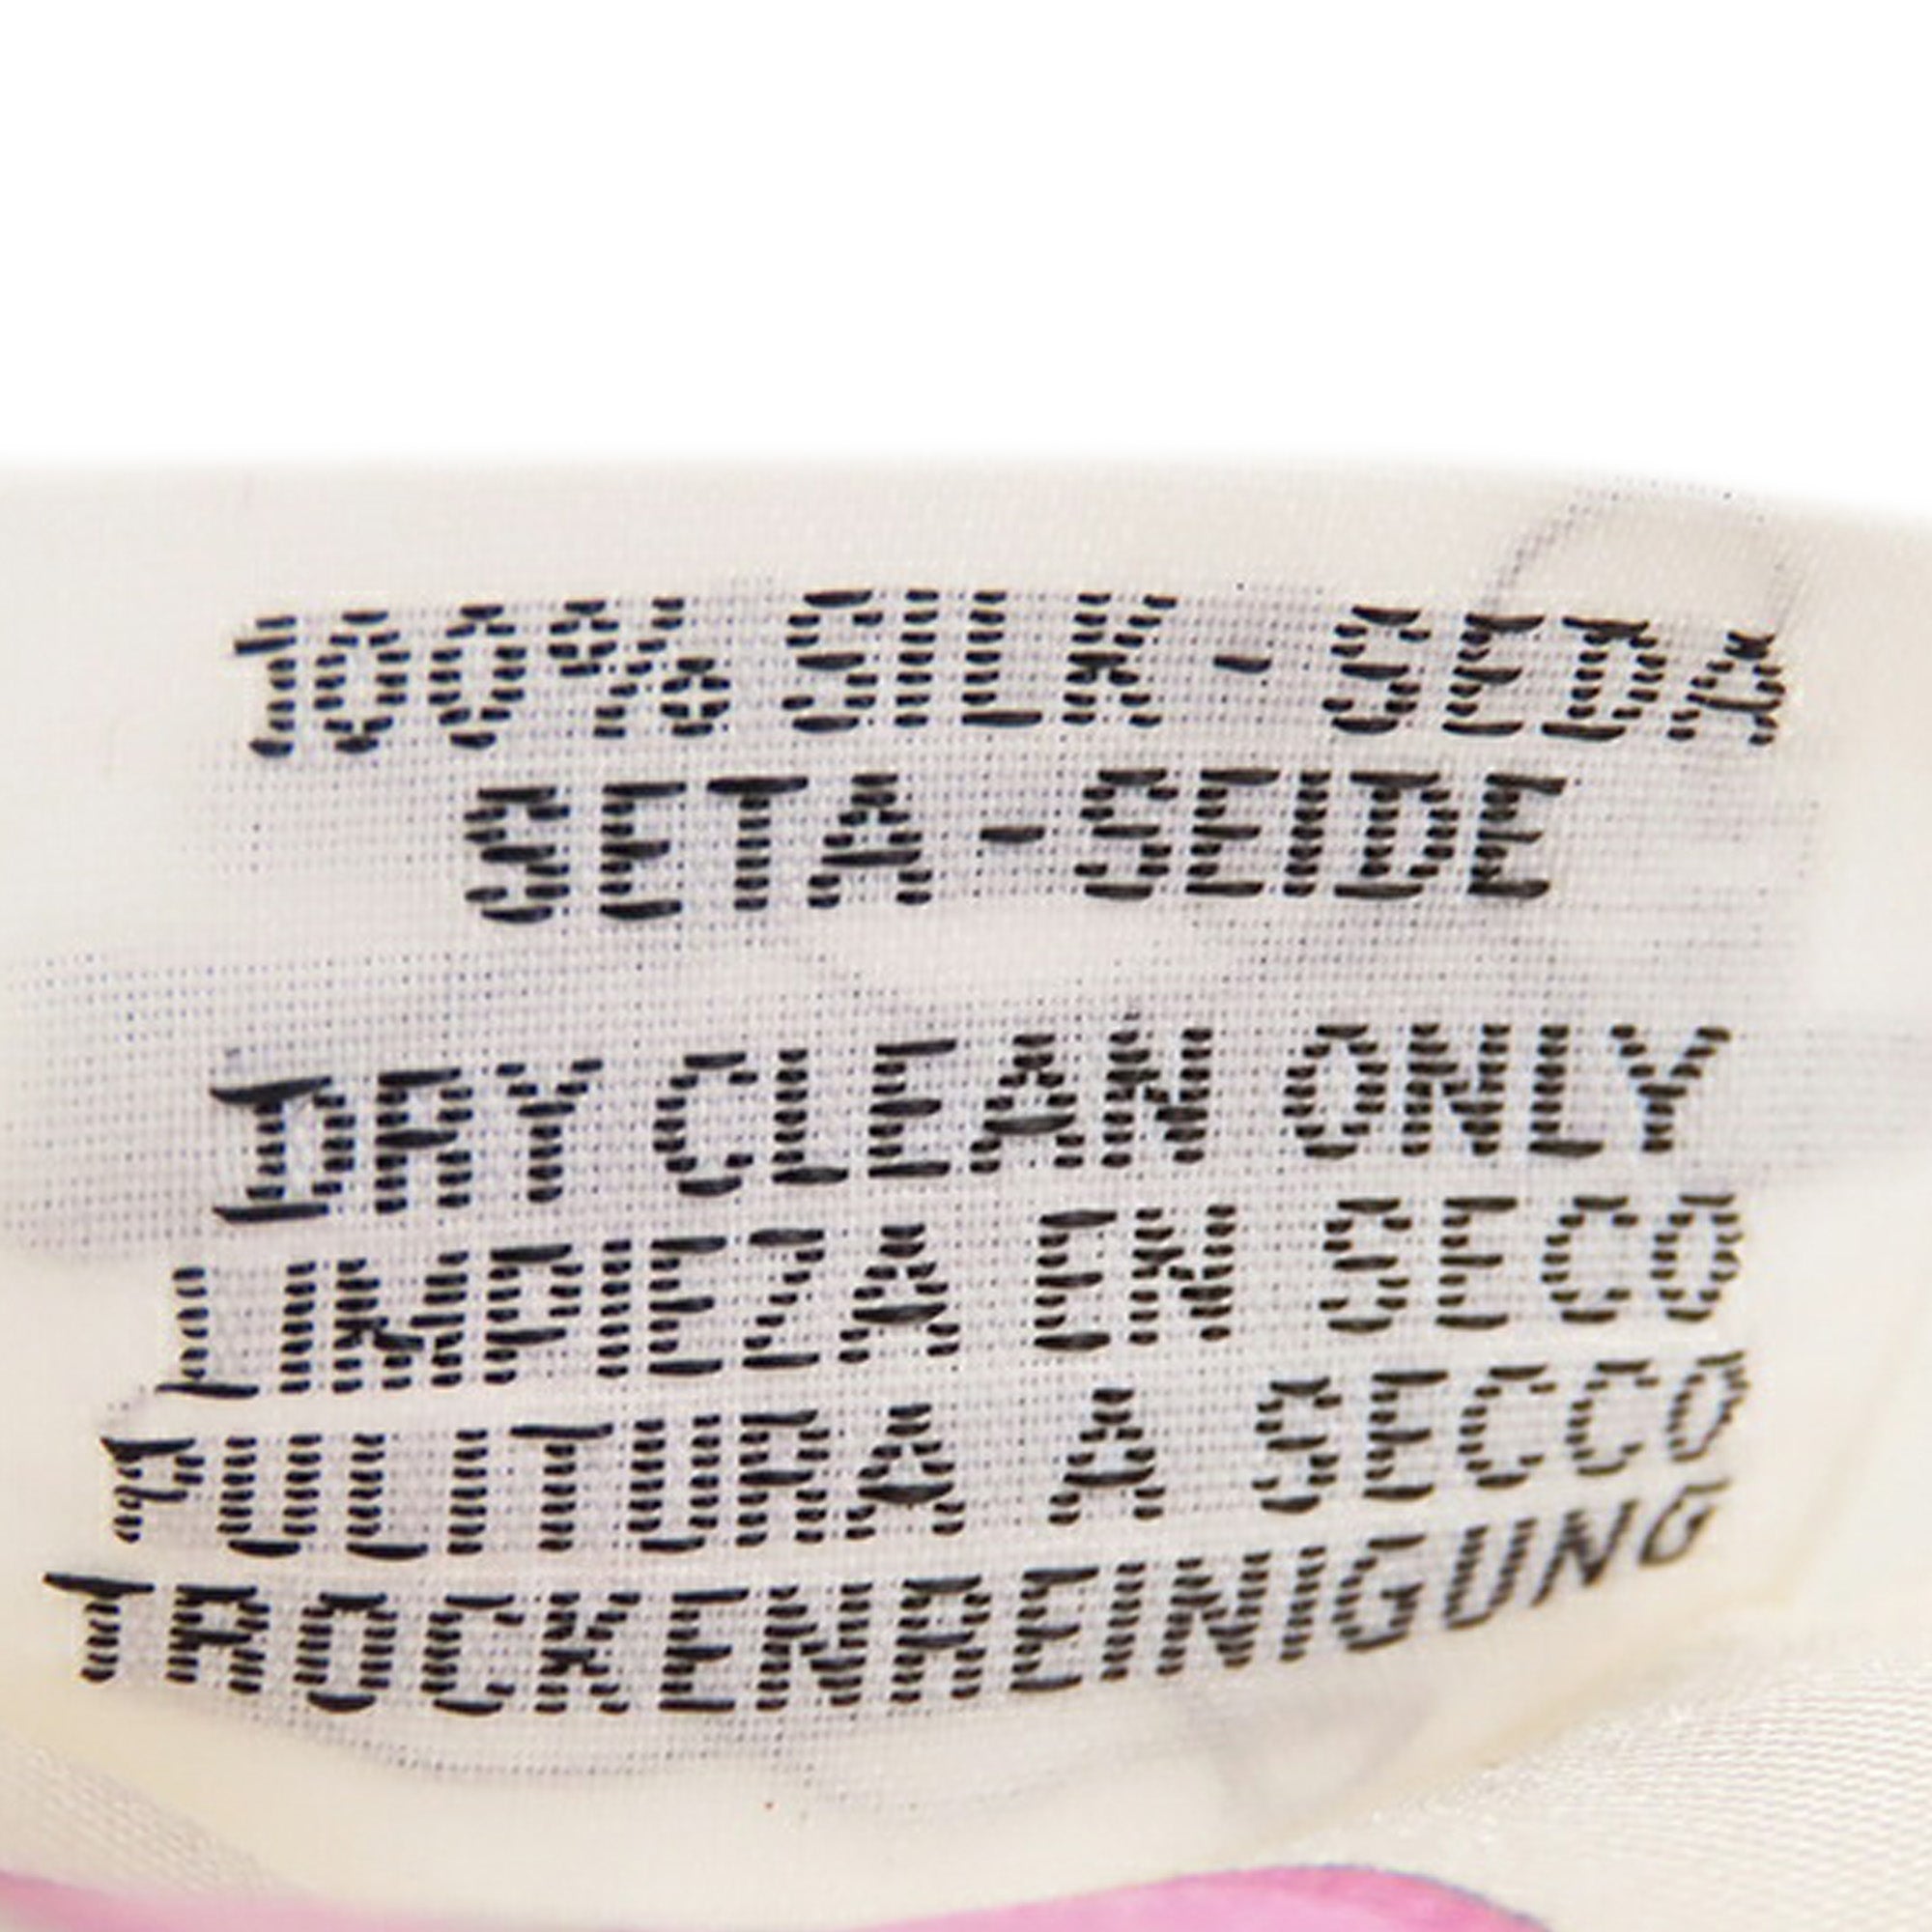 100% SILK - SEDA
SETA - SEIDE
DRY CLEAN ONLY
LIMPIEZA EN SECO
PULITURA A SECCO
TROCKENREINIGUNG